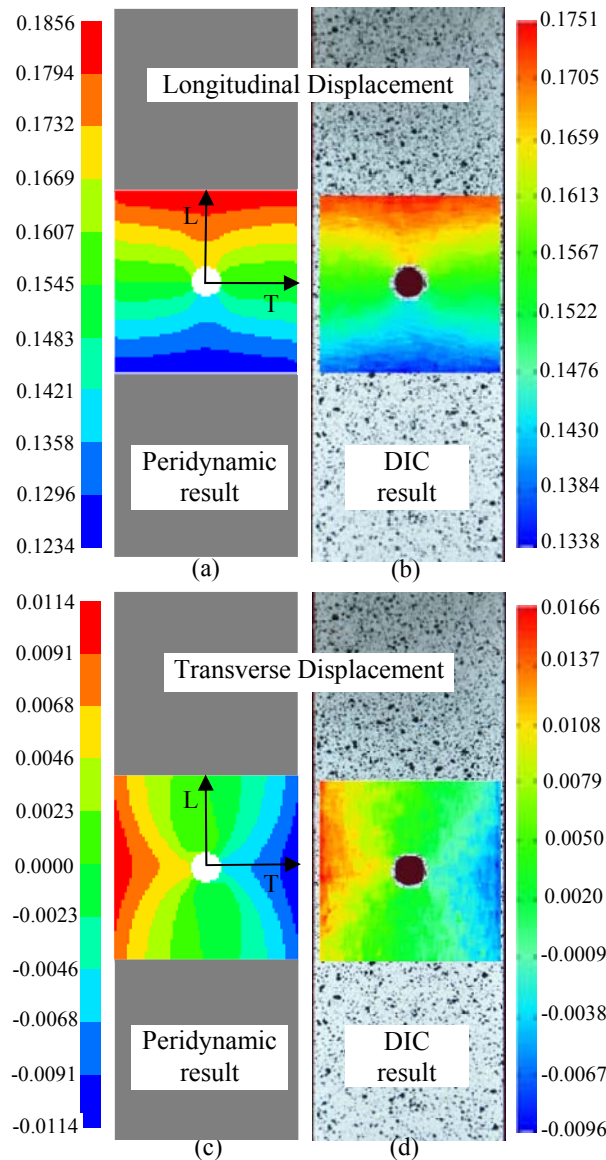 0.1856
0.1794
0.1732
0.1669
0.1607
0.1545
0.1483
0.1421
0.1358
0.1296
0.1234
Longitudinal Displacement
L
T
Peridynamic
result
(a)
DIC
result
(b)
0.1751
0.1705
0.1659
0.1613
0.1567
0.1522
0.1476
0.1430
0.1384
0.1338
0.0114
0.0091
0.0068
0.0046
0.0023
0.0000
-0.0023
-0.0046
-0.0068
-0.0091
-0.0114
Transverse Displacement
L
T
Peridynamic
result
(c)
DIC
result
(d)
0.0166
0.0137
0.0108
0.0079
0.0050
0.0020
-0.0009
-0.0038
-0.0067
-0.0096